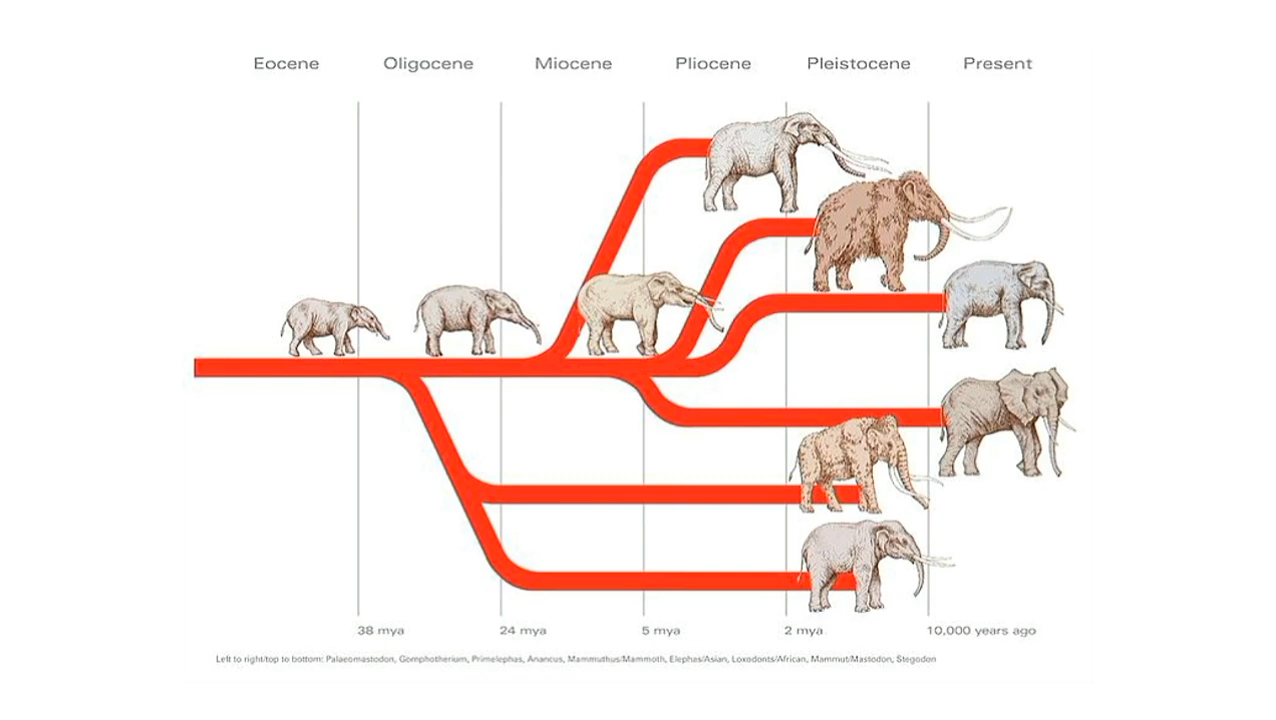 Eocene Oligocene Miocene Pliocene Pleistocene Present
38 mya 24 mya 5 mya 2 mya 10,000 years ago
Left to right/top to bottom: Palaeomastodon, Gomphotherium, Primelephas, Anancus, Mammuthus/Mammoth, Elephas/Asian, Loxodonts/African, Mammut/Mastodon, Stegodon